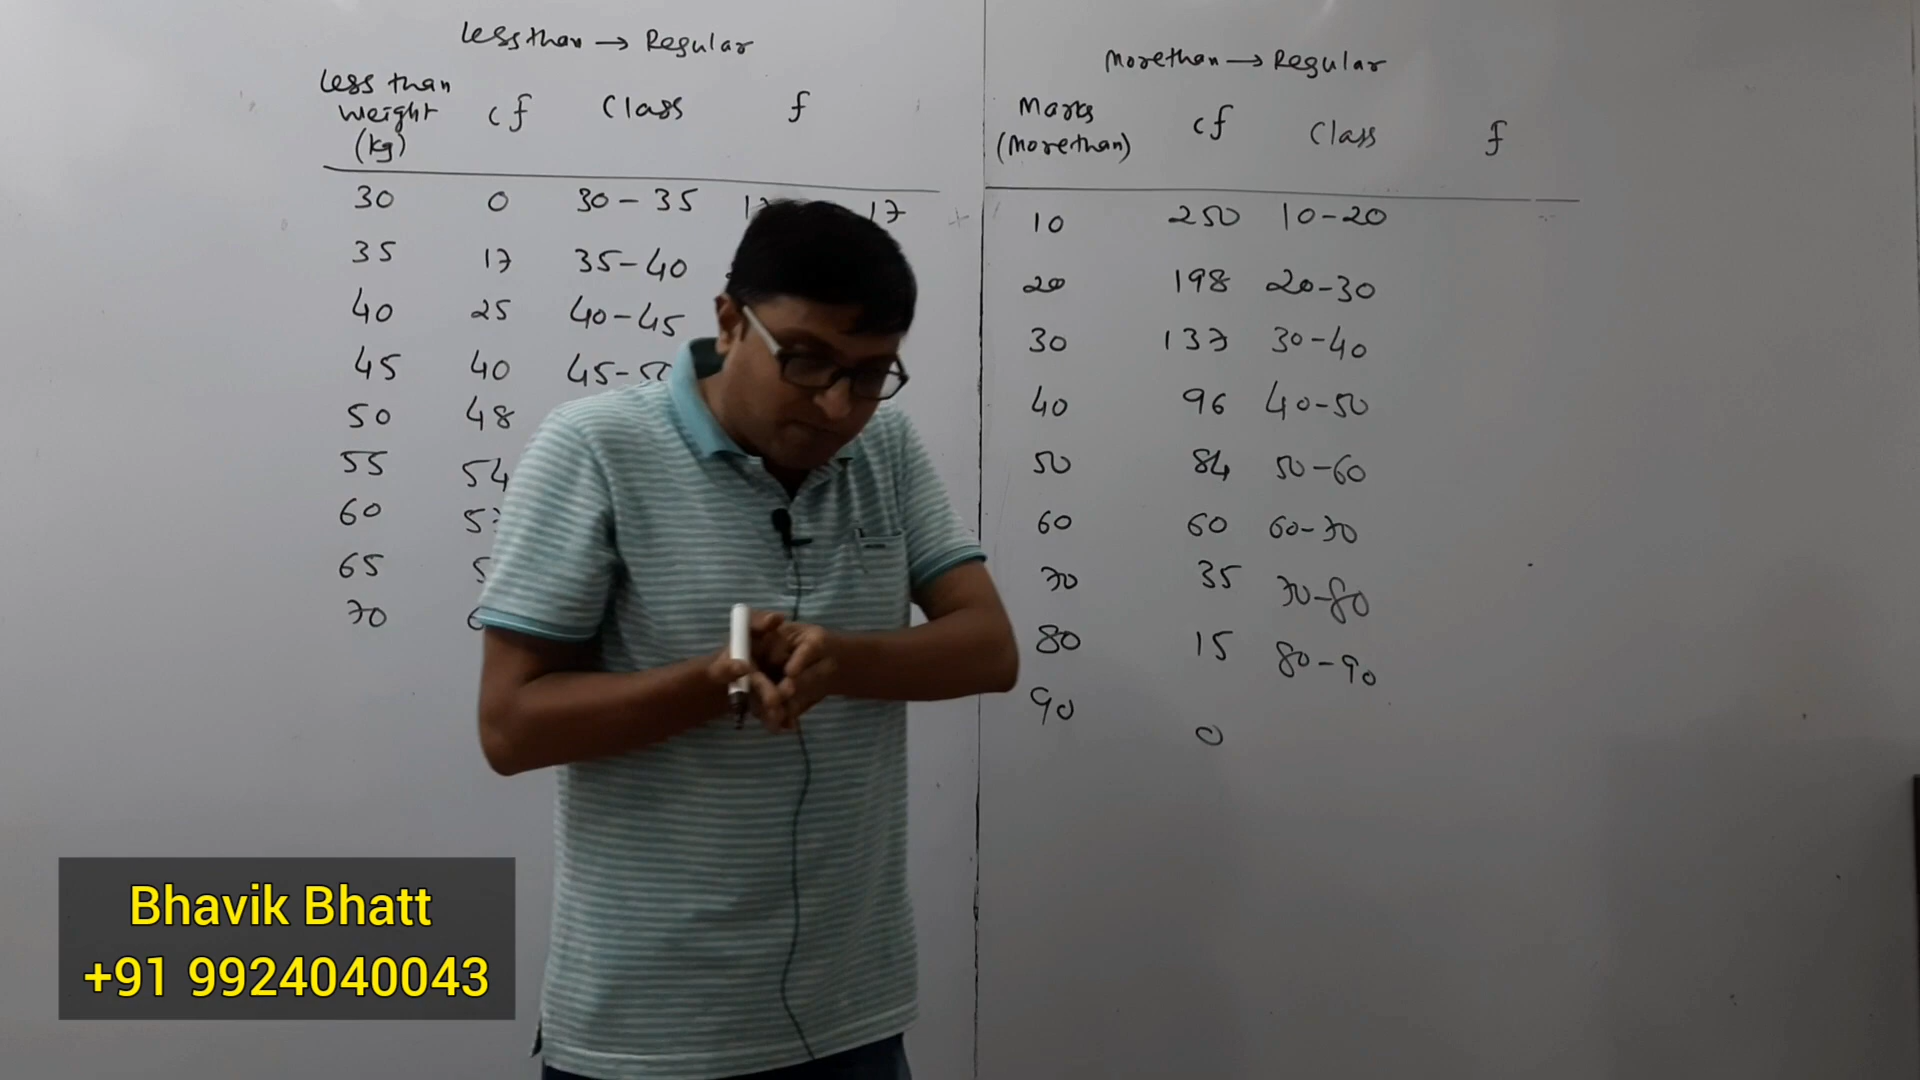 Less than → Regular
Less than
weight
(kg)
cf
Class
f
30 0 30-35 17
35 17 35-40
40 25 40-45
45 40 45-50
50 48
55 54
60
65
70
More than → Regular
Marks
(More than)
cf
Class
f
10 250 10-20
20 198 20-30
30 137 30-40
40 96 40-50
50 84 50-60
60 60 60-70
70 35 70-80
80 15 80-90
90 0
Bhavik Bhatt
+91 9924040043